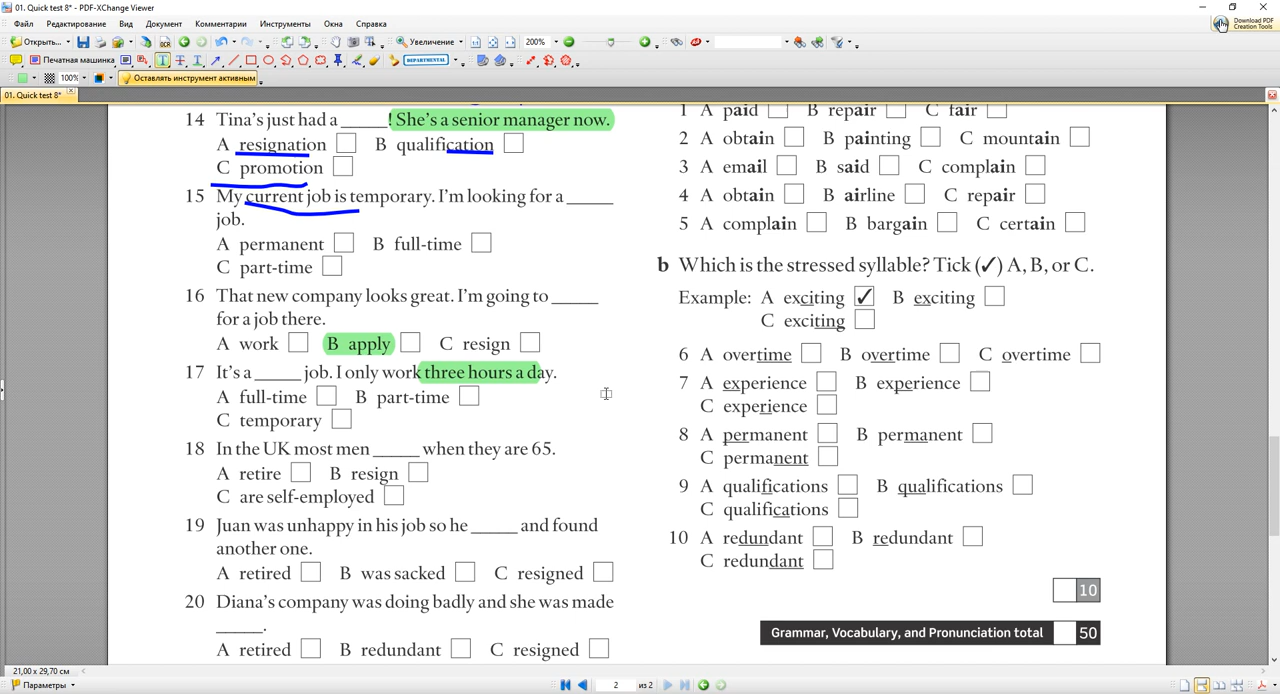 01. Quick test 8* - PDF-XChange Viewer
Файл Редактирование Вид Документ Комментарии Инструменты Окна Справка
Открыть... OCR Увеличение 200% Download PDF Creation Tools
Печатная машинка DEPARTMENTAL
100% Оставлять инструмент активным
01. Quick test 8*
14 Tina's just had a _____! She's a senior manager now.
A resignation B qualification
C promotion
15 My current job is temporary. I'm looking for a _____
job.
A permanent B full-time
C part-time
16 That new company looks great. I'm going to _____
for a job there.
A work B apply C resign
17 It's a _____ job. I only work three hours a day.
A full-time B part-time
C temporary
18 In the UK most men _____ when they are 65.
A retire B resign
C are self-employed
19 Juan was unhappy in his job so he _____ and found
another one.
A retired B was sacked C resigned
20 Diana's company was doing badly and she was made
_____.
A retired B redundant C resigned
1 A paid B repair C fair
2 A obtain B painting C mountain
3 A email B said C complain
4 A obtain B airline C repair
5 A complain B bargain C certain
b Which is the stressed syllable? Tick (✓) A, B, or C.
Example: A exciting ✓ B exciting
C exciting
6 A overtime B overtime C overtime
7 A experience B experience
C experience
8 A permanent B permanent
C permanent
9 A qualifications B qualifications
C qualifications
10 A redundant B redundant
C redundant
10
Grammar, Vocabulary, and Pronunciation total 50
21,00 x 29,70 см
Параметры 2 из 2